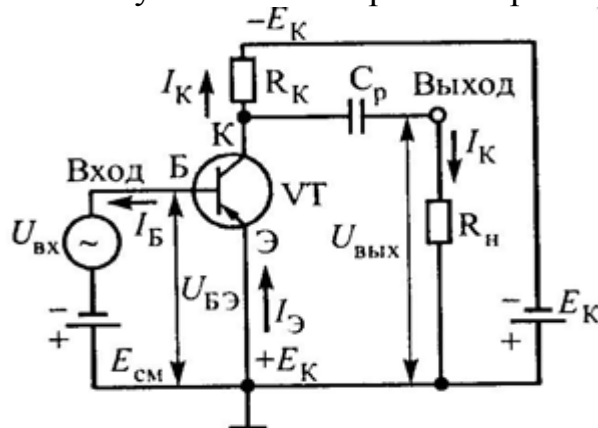 −E_К
I_К
R_К
C_р
Выход
К
I_К
Вход
Б
VT
U_вх
~
I_Б
Э
U_вых
R_н
U_БЭ
I_Э
−
+
E_см
+E_К
−
+
E_К